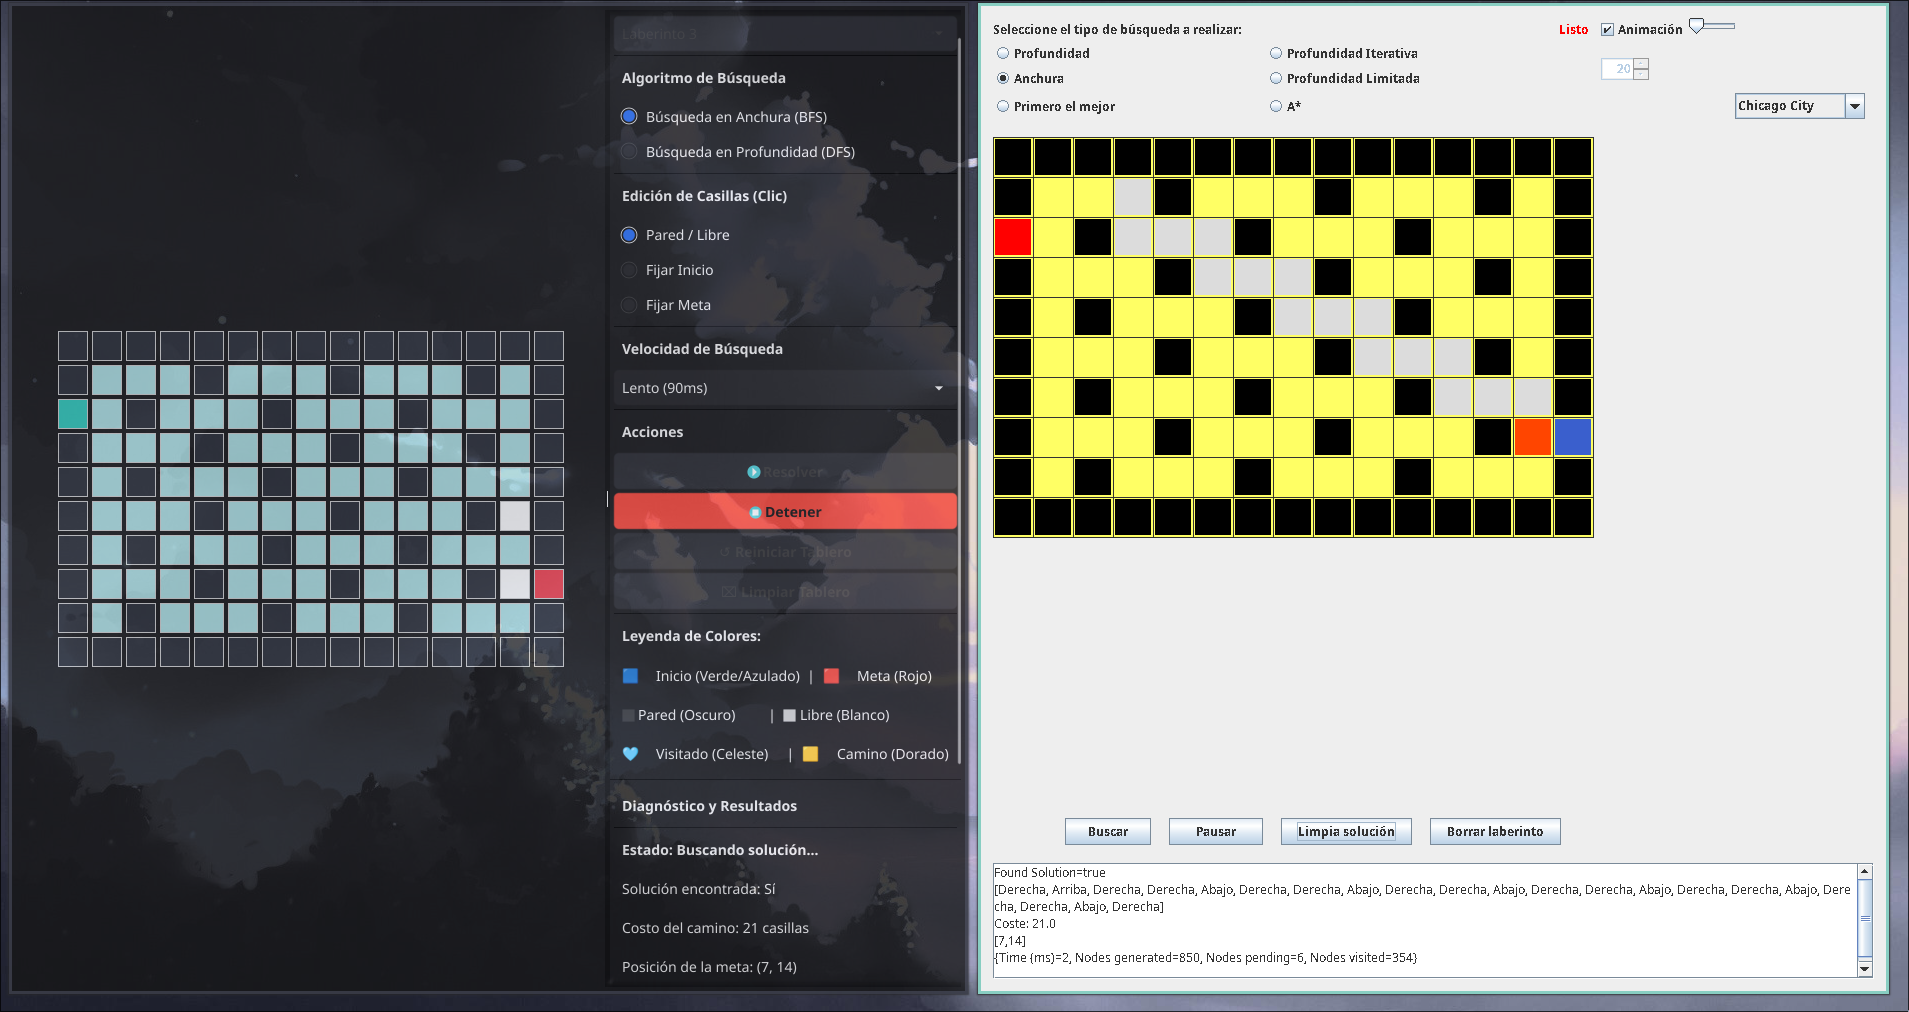 Laberinto 3
Algoritmo de Búsqueda
Búsqueda en Anchura (BFS)
Búsqueda en Profundidad (DFS)
Edición de Casillas (Clic)
Pared / Libre
Fijar Inicio
Fijar Meta
Velocidad de Búsqueda
Lento (90ms)
Acciones
Resolver
Detener
Reiniciar Tablero
Limpiar Tablero
Leyenda de Colores:
Inicio (Verde/Azulado) | Meta (Rojo)
Pared (Oscuro) | Libre (Blanco)
Visitado (Celeste) | Camino (Dorado)
Diagnóstico y Resultados
Estado: Buscando solución...
Solución encontrada: Sí
Costo del camino: 21 casillas
Posición de la meta: (7, 14)
Seleccione el tipo de búsqueda a realizar:
Listo
Animación
Profundidad
Profundidad Iterativa
Anchura
Profundidad Limitada
20
Primero el mejor
A*
Chicago City
Buscar
Pausar
Limpia solución
Borrar laberinto
Found Solution=true
[Derecha, Arriba, Derecha, Derecha, Abajo, Derecha, Derecha, Abajo, Derecha, Derecha, Abajo, Derecha, Derecha, Abajo, Derecha, Derecha, Abajo, Dere
cha, Derecha, Abajo, Derecha]
Coste: 21.0
[7,14]
{Time (ms)=2, Nodes generated=850, Nodes pending=6, Nodes visited=354}